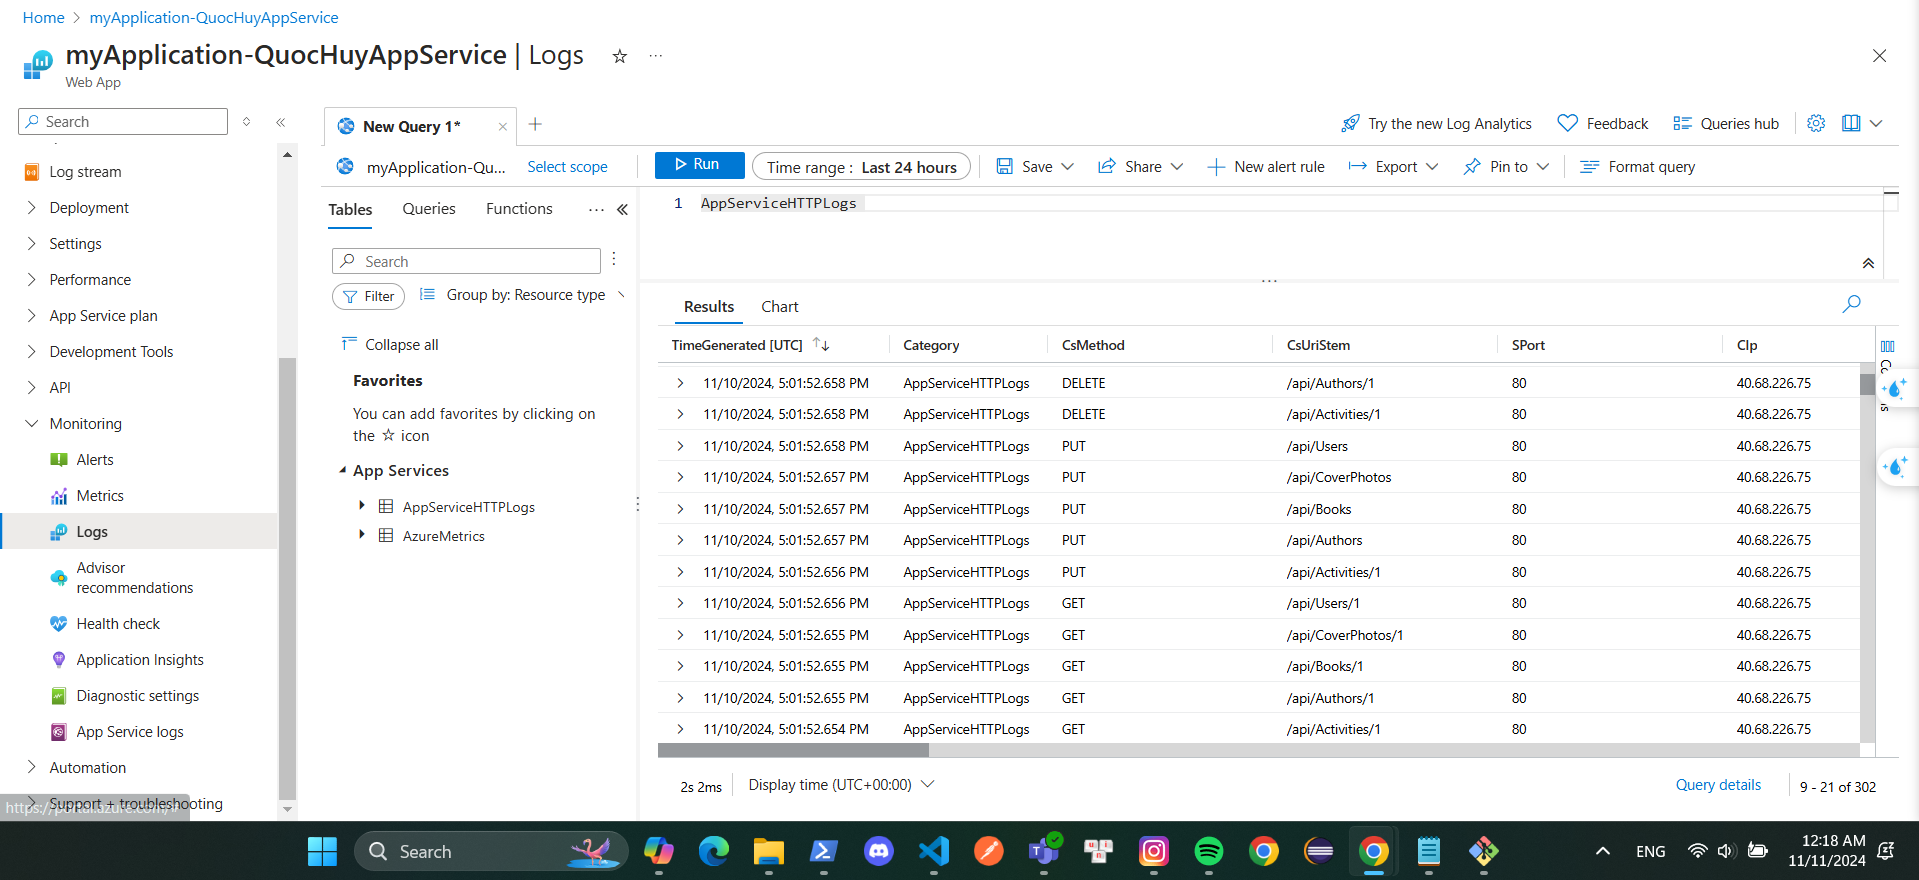 Home > myApplication-QuocHuyAppService
myApplication-QuocHuyAppService | Logs
Web App
Search
Log stream
Deployment
Settings
Performance
App Service plan
Development Tools
API
Monitoring
Alerts
Metrics
Logs
Advisor
recommendations
Health check
Application Insights
Diagnostic settings
App Service logs
Automation
Support + troubleshooting
New Query 1*
Try the new Log Analytics Feedback Queries hub
myApplication-Qu... Select scope Run Time range : Last 24 hours Save Share New alert rule Export Pin to Format query
Tables Queries Functions
Search
Filter Group by: Resource type
Collapse all
Favorites
You can add favorites by clicking on
the ☆ icon
App Services
AppServiceHTTPLogs
AzureMetrics
1 AppServiceHTTPLogs
Results Chart
TimeGenerated [UTC] Category CsMethod CsUriStem SPort CIp
11/10/2024, 5:01:52.658 PM AppServiceHTTPLogs DELETE /api/Authors/1 80 40.68.226.75
11/10/2024, 5:01:52.658 PM AppServiceHTTPLogs DELETE /api/Activities/1 80 40.68.226.75
11/10/2024, 5:01:52.658 PM AppServiceHTTPLogs PUT /api/Users 80 40.68.226.75
11/10/2024, 5:01:52.657 PM AppServiceHTTPLogs PUT /api/CoverPhotos 80 40.68.226.75
11/10/2024, 5:01:52.657 PM AppServiceHTTPLogs PUT /api/Books 80 40.68.226.75
11/10/2024, 5:01:52.657 PM AppServiceHTTPLogs PUT /api/Authors 80 40.68.226.75
11/10/2024, 5:01:52.656 PM AppServiceHTTPLogs PUT /api/Activities/1 80 40.68.226.75
11/10/2024, 5:01:52.656 PM AppServiceHTTPLogs GET /api/Users/1 80 40.68.226.75
11/10/2024, 5:01:52.655 PM AppServiceHTTPLogs GET /api/CoverPhotos/1 80 40.68.226.75
11/10/2024, 5:01:52.655 PM AppServiceHTTPLogs GET /api/Books/1 80 40.68.226.75
11/10/2024, 5:01:52.655 PM AppServiceHTTPLogs GET /api/Authors/1 80 40.68.226.75
11/10/2024, 5:01:52.654 PM AppServiceHTTPLogs GET /api/Activities/1 80 40.68.226.75
2s 2ms Display time (UTC+00:00) Query details 9 - 21 of 302
Search
ENG
12:18 AM
11/11/2024